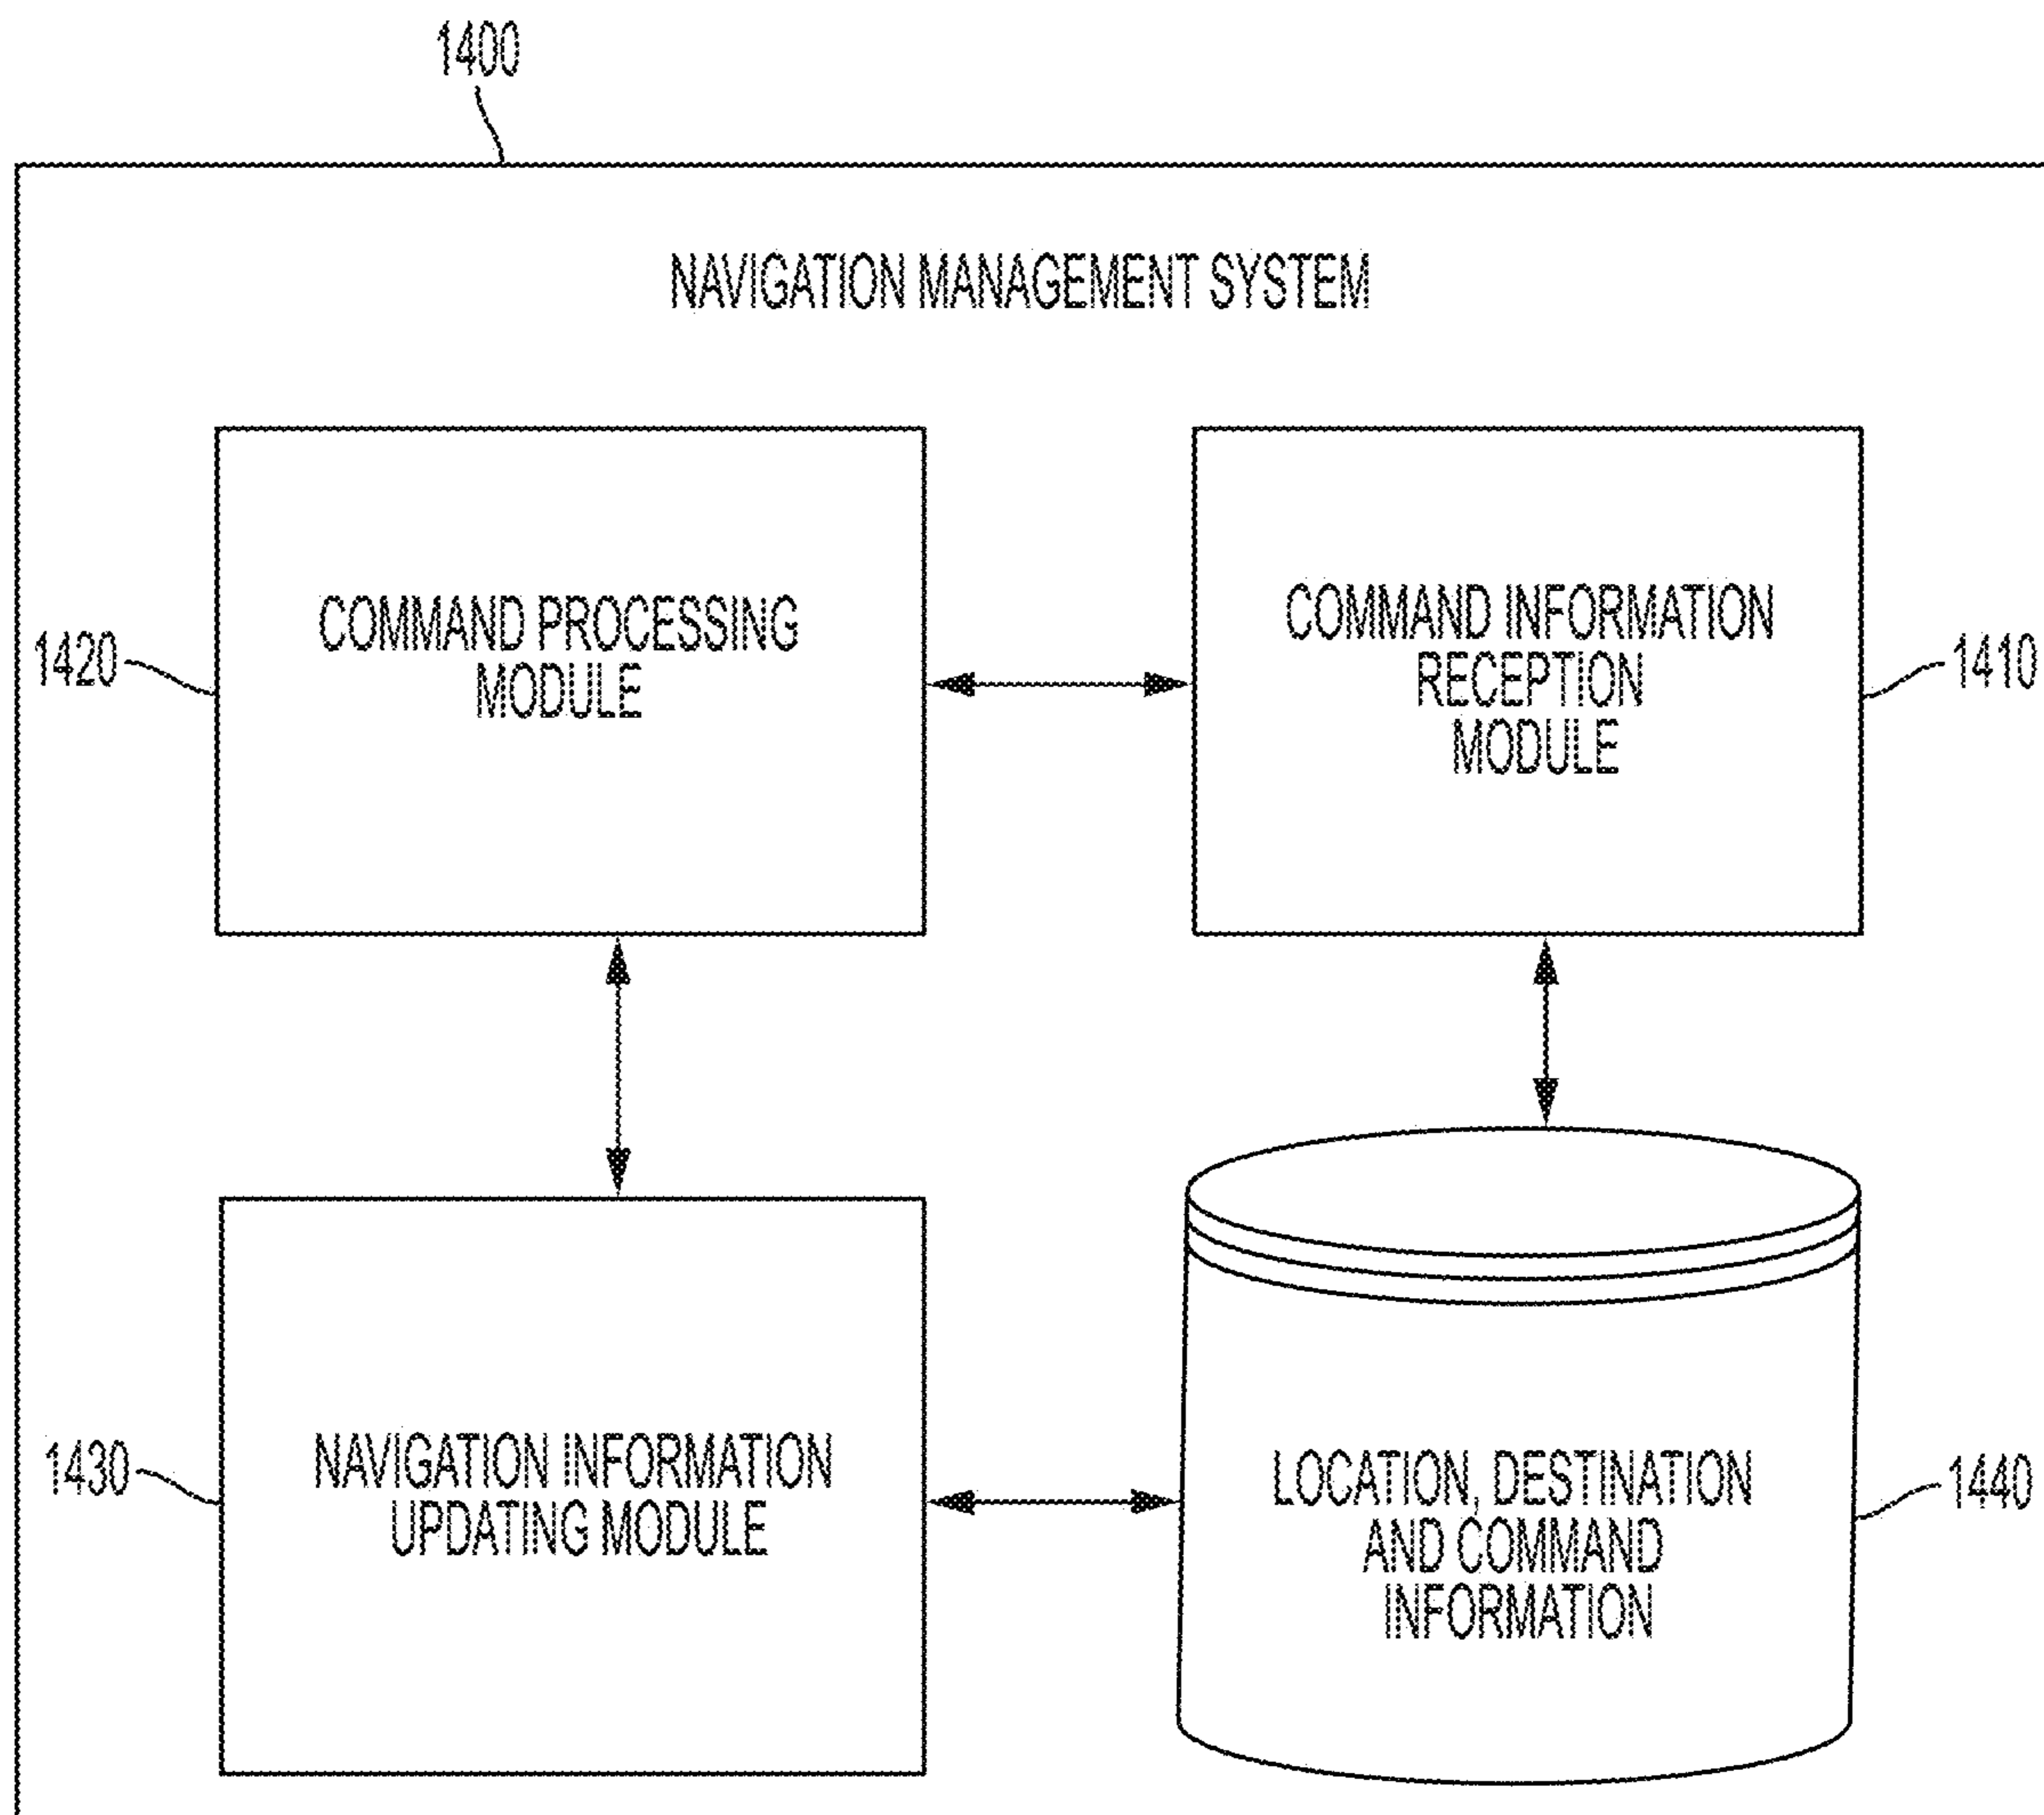 1400
NAVIGATION MANAGEMENT SYSTEM
COMMAND PROCESSING
MODULE
1420
COMMAND INFORMATION
RECEPTION
MODULE
1410
NAVIGATION INFORMATION
UPDATING MODULE
1430
LOCATION, DESTINATION
AND COMMAND
INFORMATION
1440